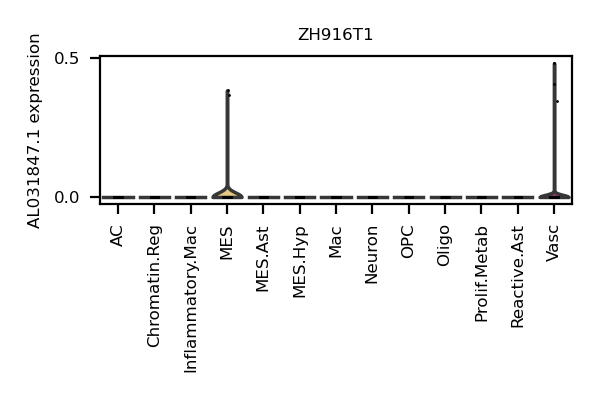 ZH916T1
AL031847.1 expression
0.5
0.0
AC
Chromatin.Reg
Inflammatory.Mac
MES
MES.Ast
MES.Hyp
Mac
Neuron
OPC
Oligo
Prolif.Metab
Reactive.Ast
Vasc